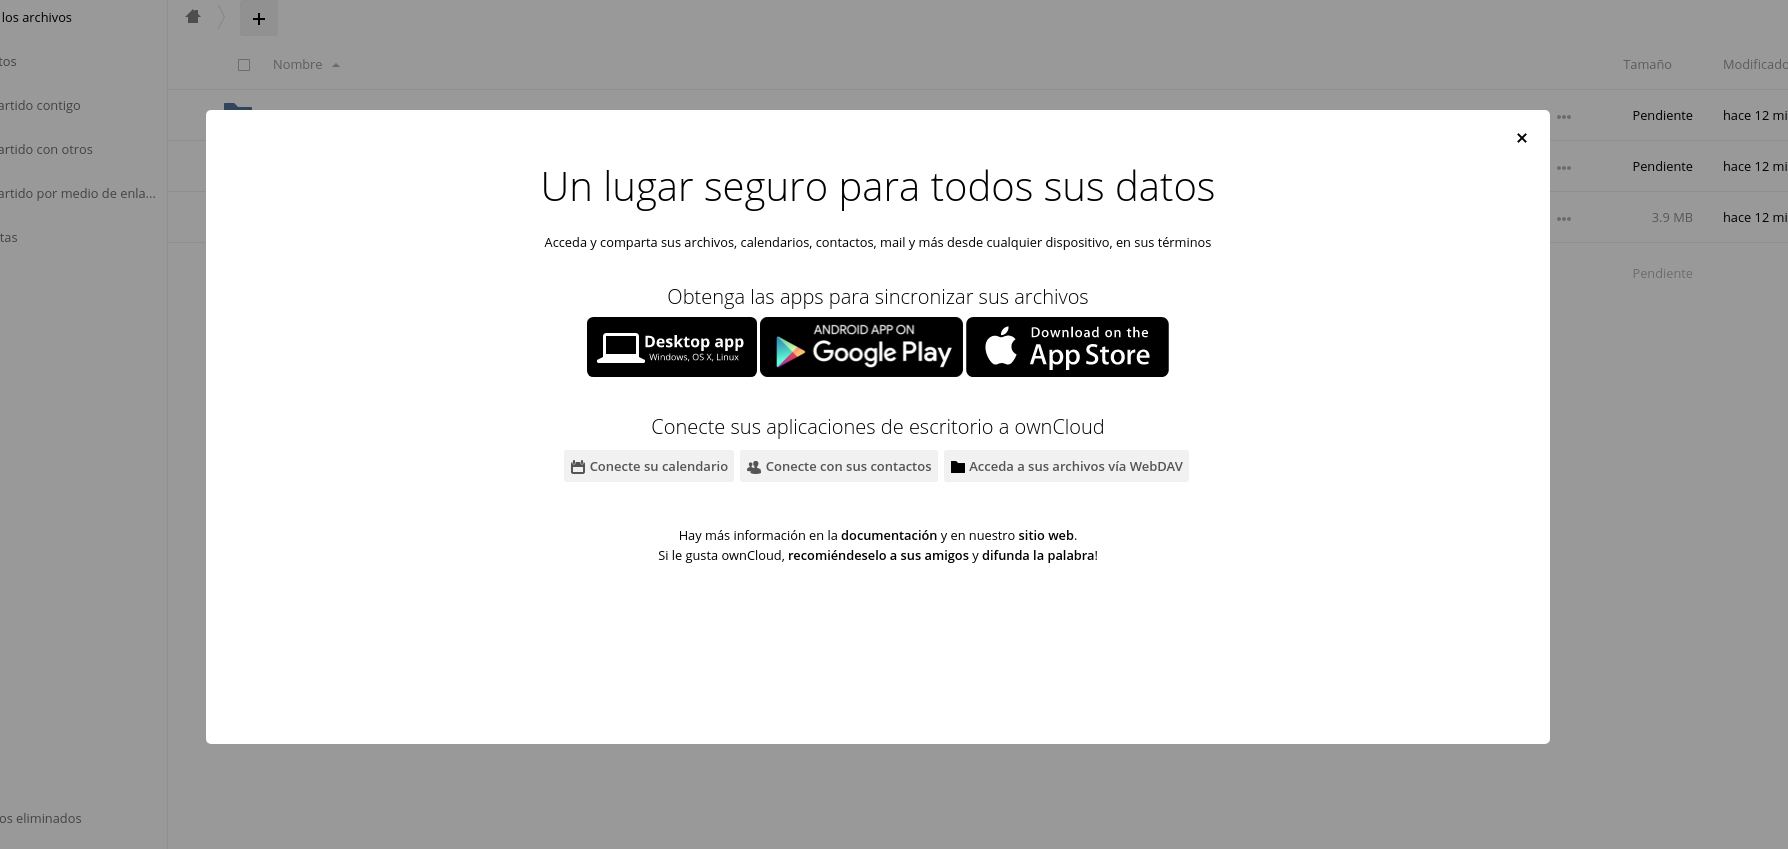 los archivos
tos
artido contigo
artido con otros
artido por medio de enla...
tas
os eliminados
Nombre
Tamaño
Modificado
Pendiente
hace 12 mi
Pendiente
hace 12 mi
3.9 MB
hace 12 mi
Pendiente
Un lugar seguro para todos sus datos
Acceda y comparta sus archivos, calendarios, contactos, mail y más desde cualquier dispositivo, en sus términos
Obtenga las apps para sincronizar sus archivos
Desktop app
Windows, OS X, Linux
ANDROID APP ON
Google Play
Download on the
App Store
Conecte sus aplicaciones de escritorio a ownCloud
Conecte su calendario
Conecte con sus contactos
Acceda a sus archivos vía WebDAV
Hay más información en la documentación y en nuestro sitio web.
Si le gusta ownCloud, recomiéndeselo a sus amigos y difunda la palabra!